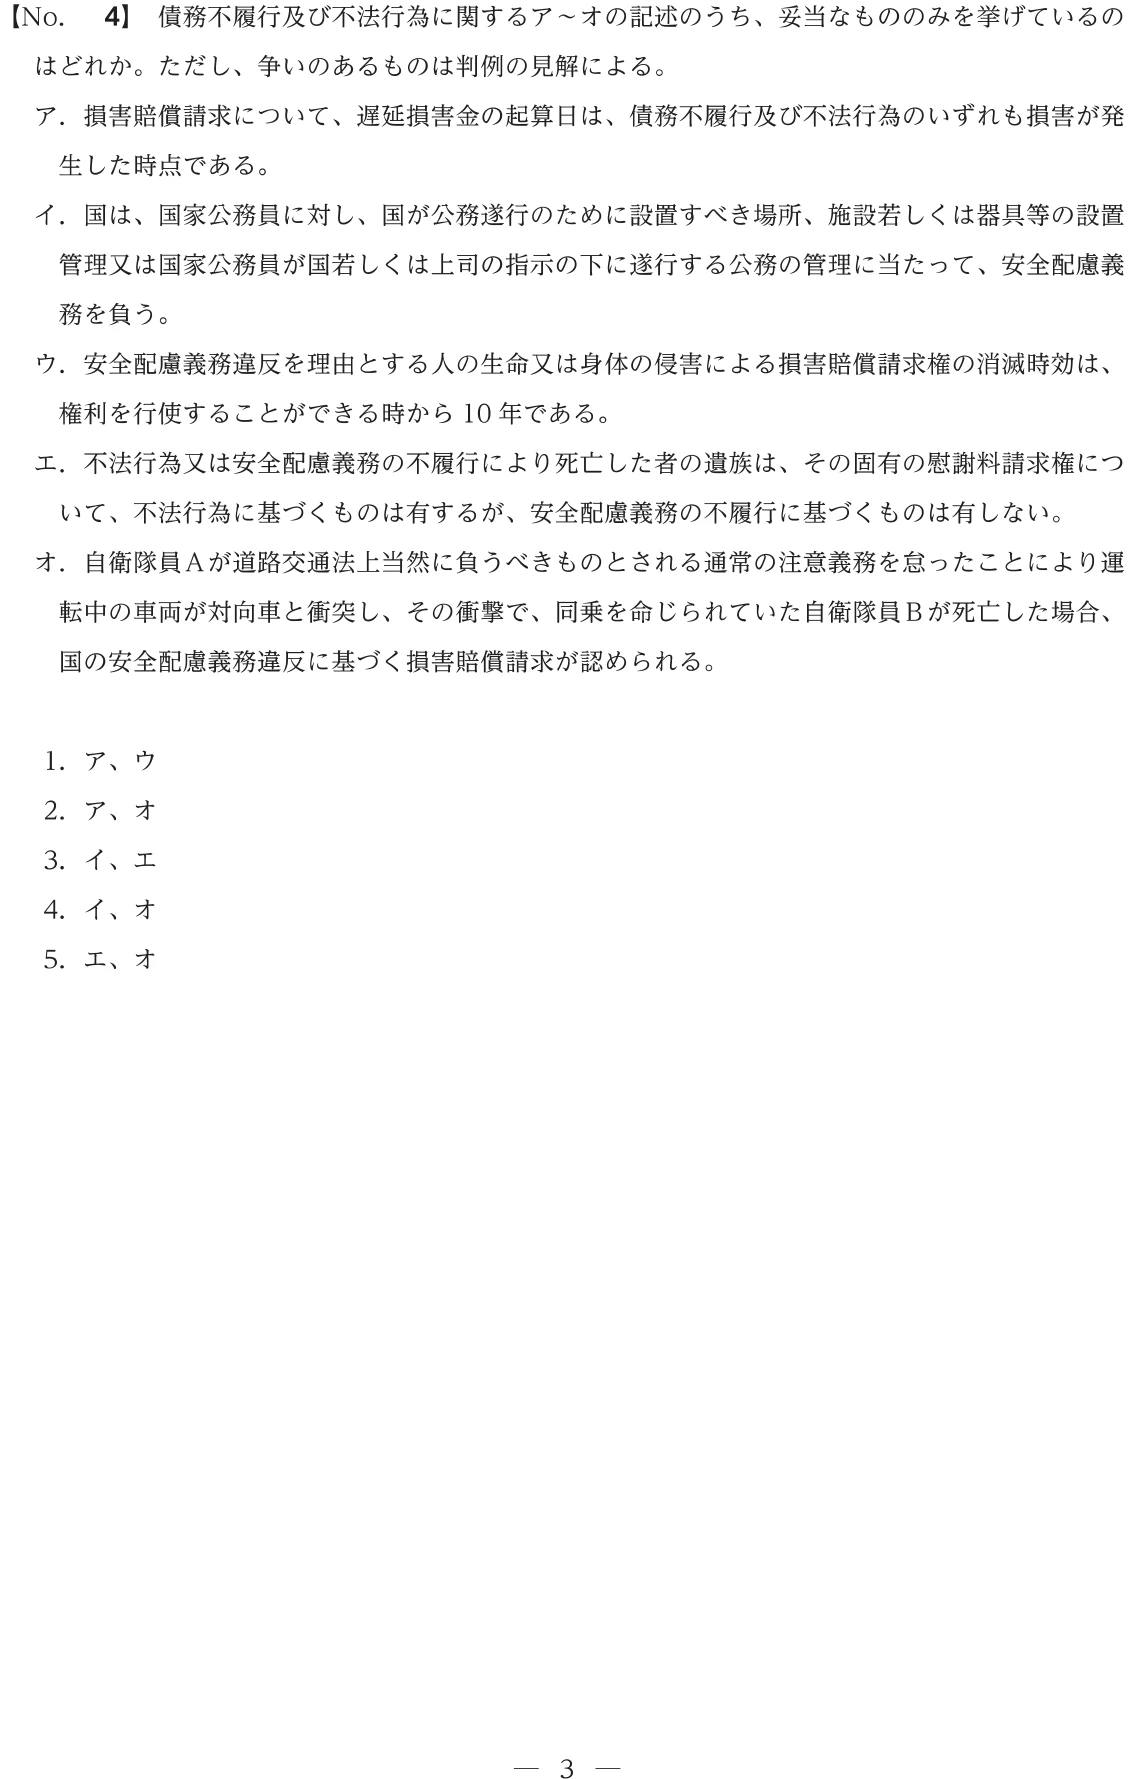 【No.　4】　債務不履行及び不法行為に関するア～オの記述のうち、妥当なもののみを挙げているの
はどれか。ただし、争いのあるものは判例の見解による。
ア．損害賠償請求について、遅延損害金の起算日は、債務不履行及び不法行為のいずれも損害が発
生した時点である。
イ．国は、国家公務員に対し、国が公務遂行のために設置すべき場所、施設若しくは器具等の設置
管理又は国家公務員が国若しくは上司の指示の下に遂行する公務の管理に当たって、安全配慮義
務を負う。
ウ．安全配慮義務違反を理由とする人の生命又は身体の侵害による損害賠償請求権の消滅時効は、
権利を行使することができる時から 10 年である。
エ．不法行為又は安全配慮義務の不履行により死亡した者の遺族は、その固有の慰謝料請求権につ
いて、不法行為に基づくものは有するが、安全配慮義務の不履行に基づくものは有しない。
オ．自衛隊員Ａが道路交通法上当然に負うべきものとされる通常の注意義務を怠ったことにより運
転中の車両が対向車と衝突し、その衝撃で、同乗を命じられていた自衛隊員Ｂが死亡した場合、
国の安全配慮義務違反に基づく損害賠償請求が認められる。
1．ア、ウ
2．ア、オ
3．イ、エ
4．イ、オ
5．エ、オ
― 3 ―